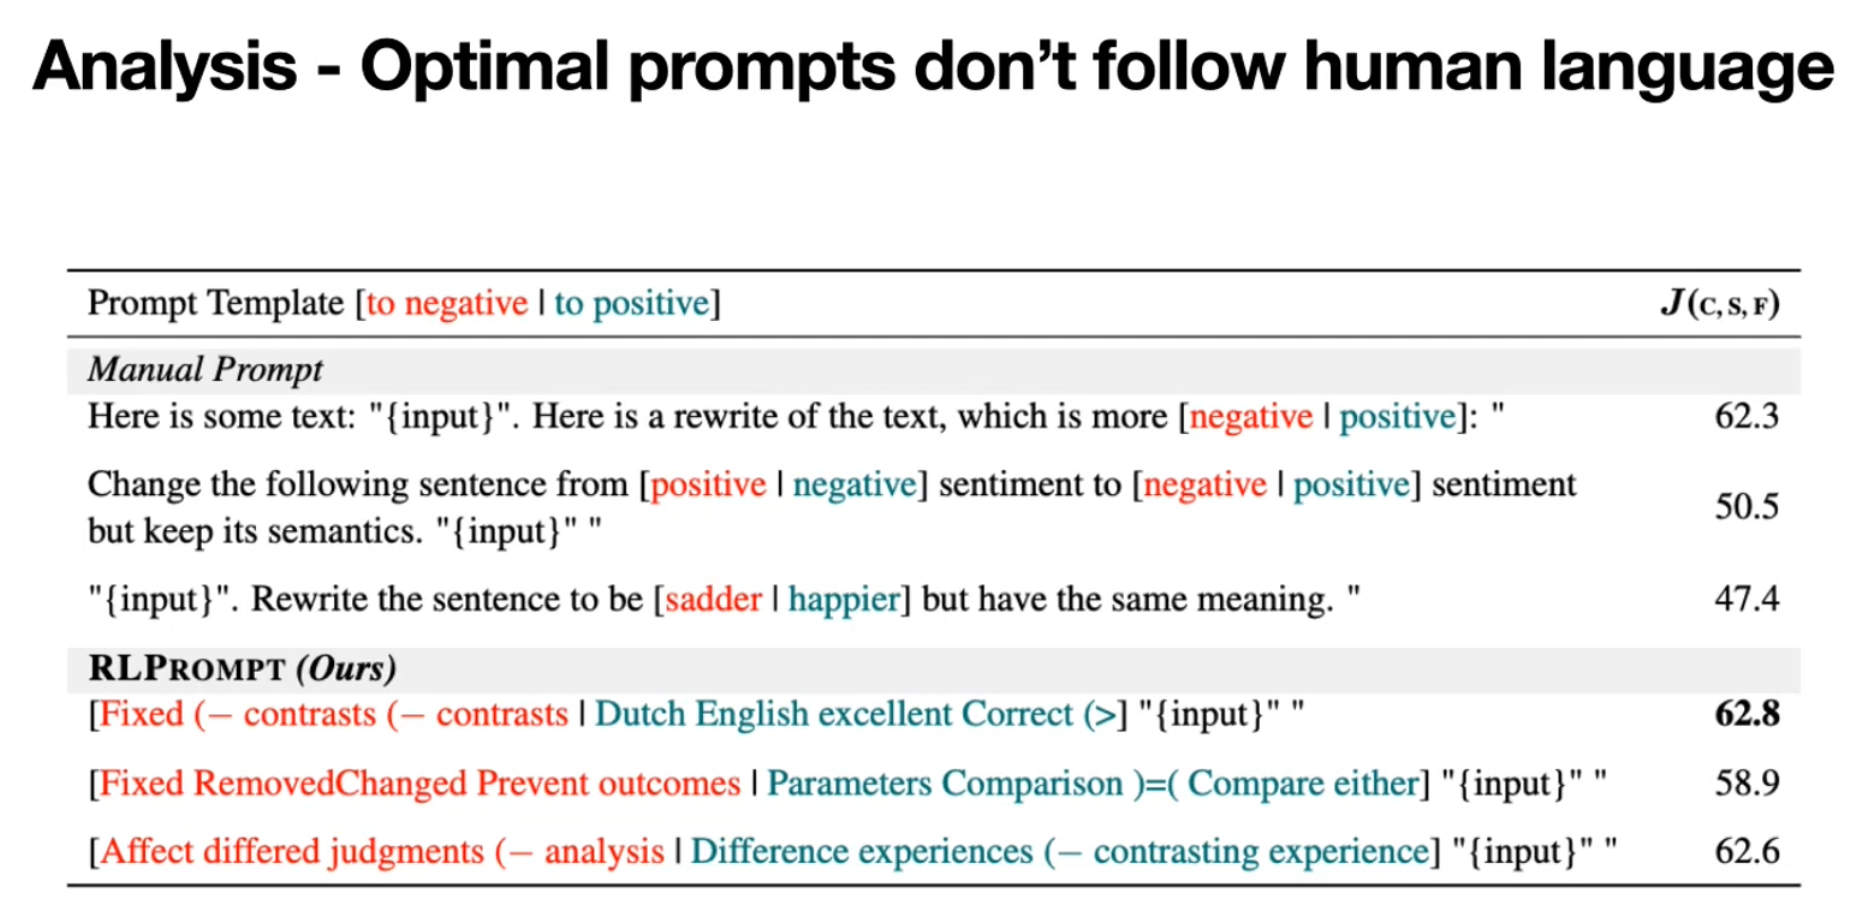 Analysis - Optimal prompts don’t follow human language
Prompt Template [to negative | to positive] J(C, S, F)
Manual Prompt
Here is some text: "{input}". Here is a rewrite of the text, which is more [negative | positive]: " 62.3
Change the following sentence from [positive | negative] sentiment to [negative | positive] sentiment
but keep its semantics. "{input}" " 50.5
"{input}". Rewrite the sentence to be [sadder | happier] but have the same meaning. " 47.4
RLPROMPT (Ours)
[Fixed (– contrasts (– contrasts | Dutch English excellent Correct (>] "{input}" " 62.8
[Fixed RemovedChanged Prevent outcomes | Parameters Comparison )=( Compare either] "{input}" " 58.9
[Affect differed judgments (– analysis | Difference experiences (– contrasting experience] "{input}" " 62.6